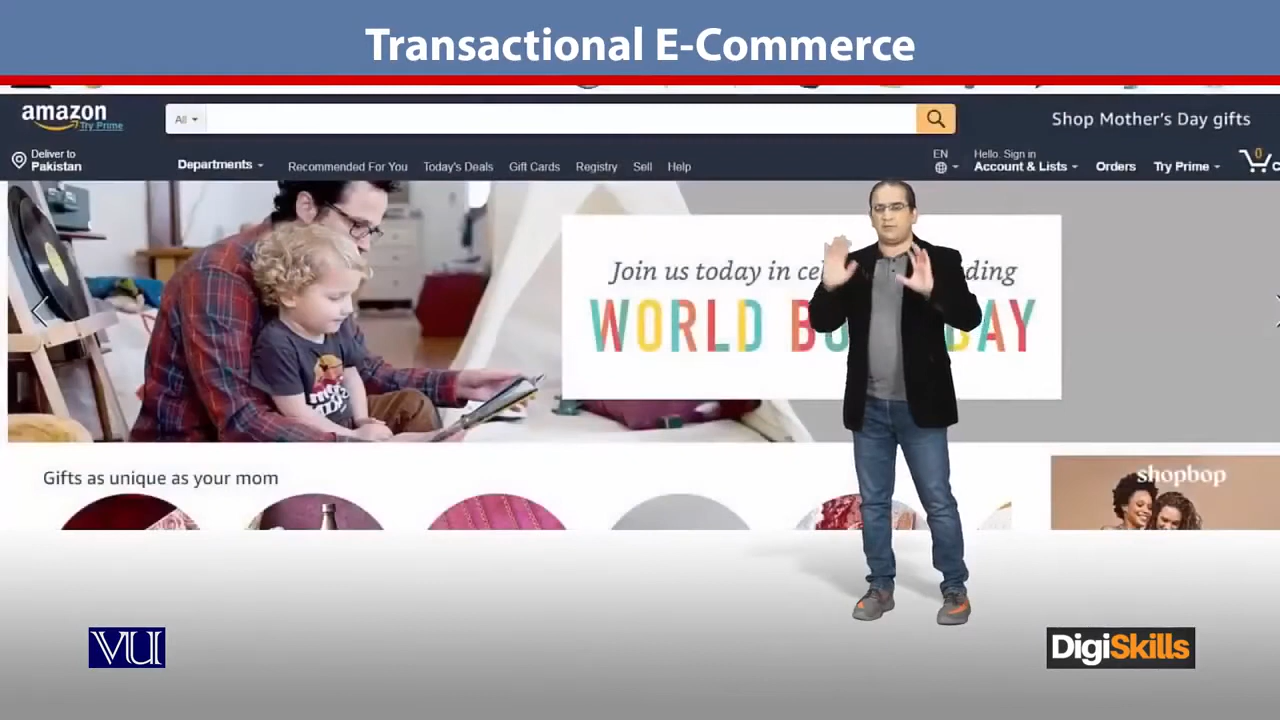 Transactional E-Commerce
amazon
Try Prime
All
Shop Mother's Day gifts
Deliver to
Pakistan
Departments
Recommended For You
Today's Deals
Gift Cards
Registry
Sell
Help
EN
Hello. Sign in
Account & Lists
Orders
Try Prime
0
C
Join us today in cel ding
WORLD B AY
Gifts as unique as your mom
shopbop
VU
DigiSkills